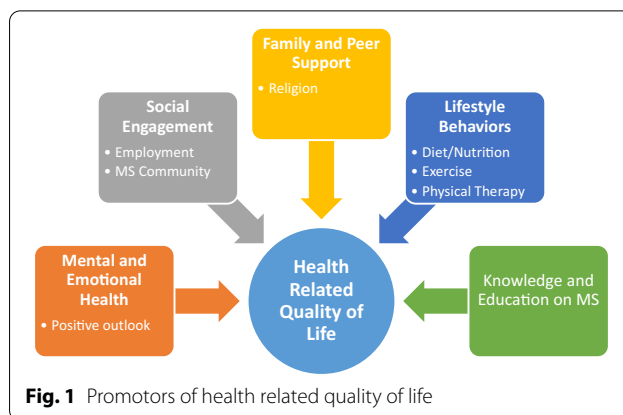 Family and Peer
Support
• Religion
Social
Engagement
• Employment
• MS Community
Lifestyle
Behaviors
• Diet/Nutrition
• Exercise
• Physical Therapy
Mental and
Emotional
Health
• Positive outlook
Health
Related
Quality of
Life
Knowledge and
Education on MS
Fig. 1 Promotors of health related quality of life